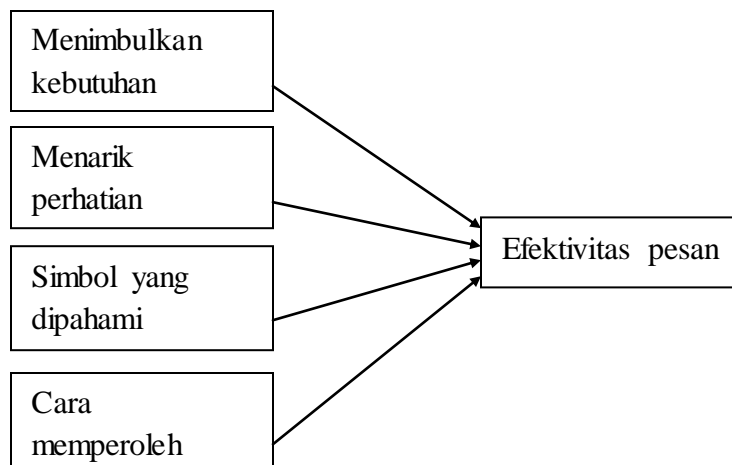 Menimbulkan
kebutuhan
Menarik
perhatian
Simbol yang
dipahami
Cara
memperoleh
Efektivitas pesan